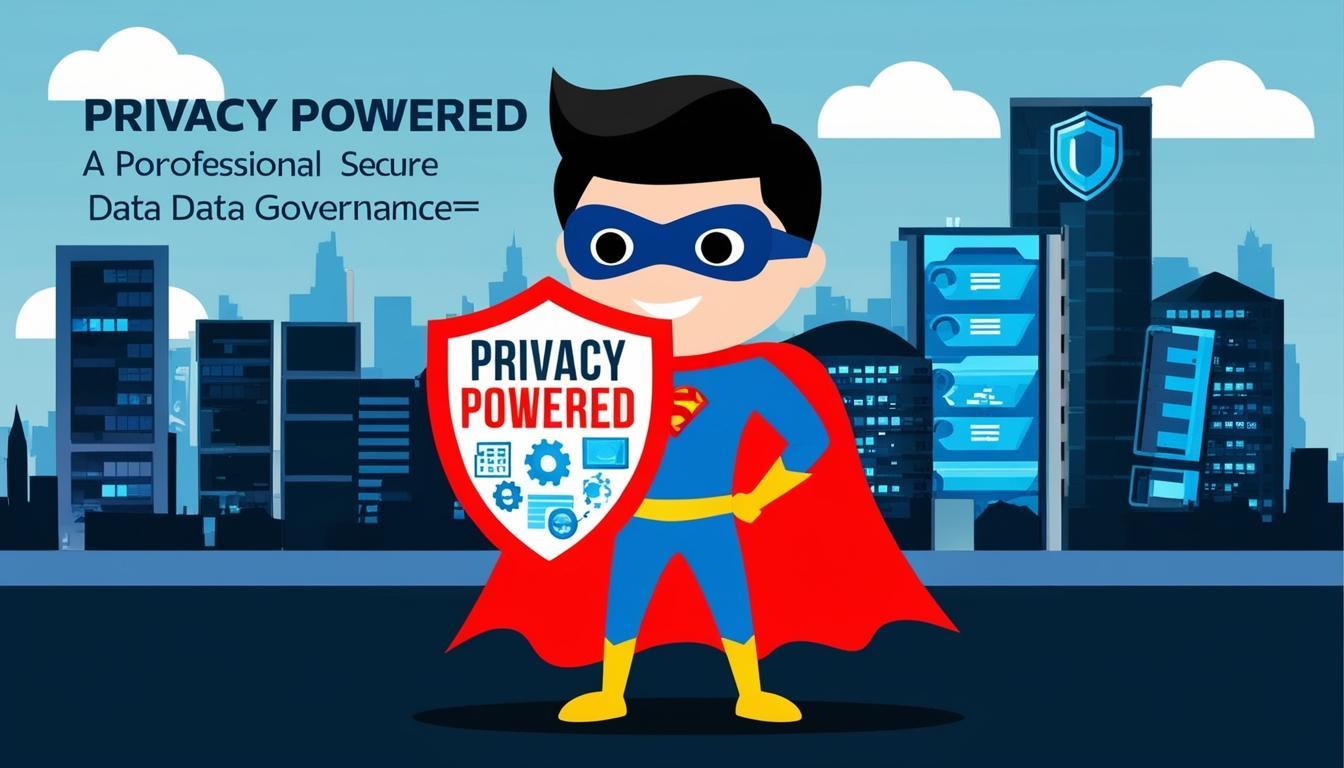 PRIVACY POWERED
A Porofessional Secure
Data Data Governamce=
PRIVACY
POWERED